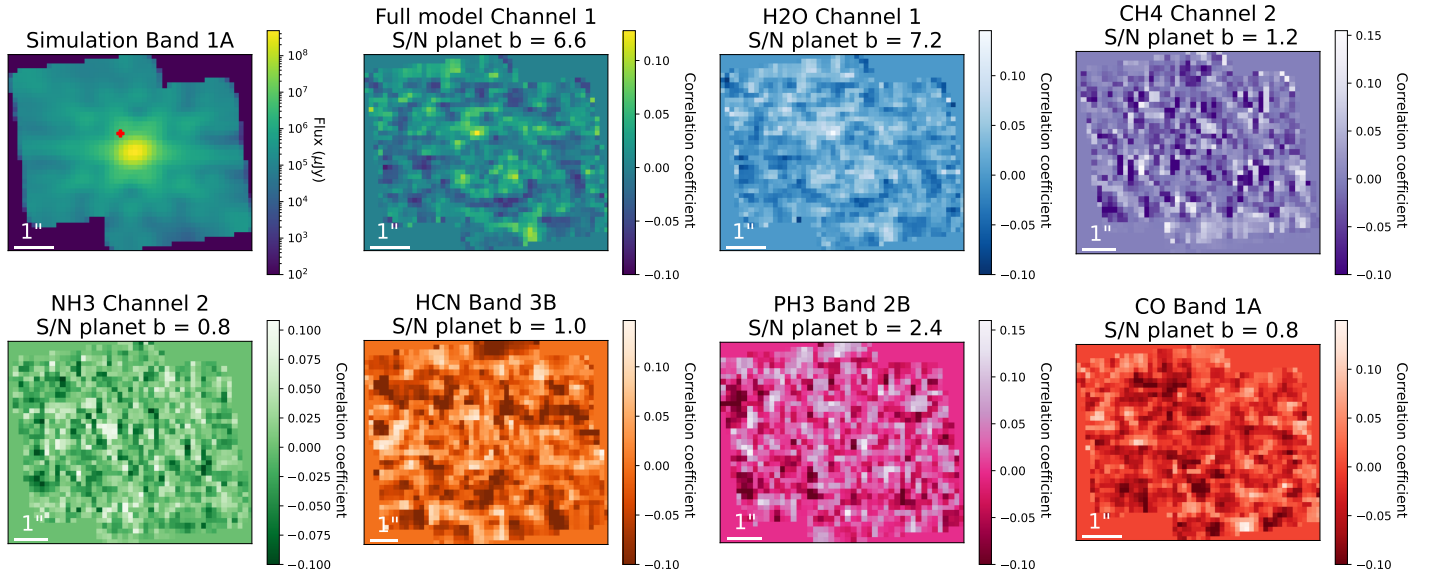 Simulation Band 1A
10⁸
10⁷
10⁶
10⁵
10⁴
10³
10²
Flux (μJy)
1"
Full model Channel 1
S/N planet b = 6.6
0.10
0.05
0.00
−0.05
−0.10
Correlation coefficient
1"
H2O Channel 1
S/N planet b = 7.2
0.10
0.05
0.00
−0.05
−0.10
Correlation coefficient
1"
CH4 Channel 2
S/N planet b = 1.2
0.15
0.10
0.05
0.00
−0.05
−0.10
Correlation coefficient
1"
NH3 Channel 2
S/N planet b = 0.8
0.100
0.075
0.050
0.025
0.000
−0.025
−0.050
−0.075
−0.100
Correlation coefficient
1"
HCN Band 3B
S/N planet b = 1.0
0.10
0.05
0.00
−0.05
−0.10
Correlation coefficient
1"
PH3 Band 2B
S/N planet b = 2.4
0.15
0.10
0.05
0.00
−0.05
−0.10
Correlation coefficient
1"
CO Band 1A
S/N planet b = 0.8
0.10
0.05
0.00
−0.05
−0.10
Correlation coefficient
1"